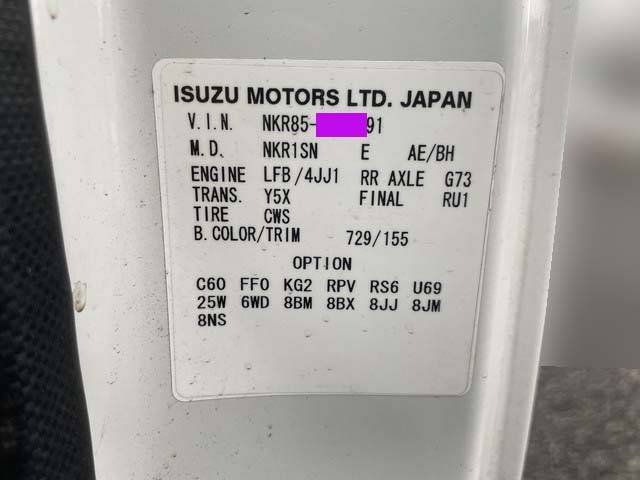 ISUZU MOTORS LTD. JAPAN
V.I.N. NKR85- 91
M.D. NKR1SN E AE/BH
ENGINE LFB/4JJ1 RR AXLE G73
TRANS. Y5X FINAL RU1
TIRE CWS
B.COLOR/TRIM 729/155
OPTION
C60 FF0 KG2 RPV RS6 U69
25W 6WD 8BM 8BX 8JJ 8JM
8NS